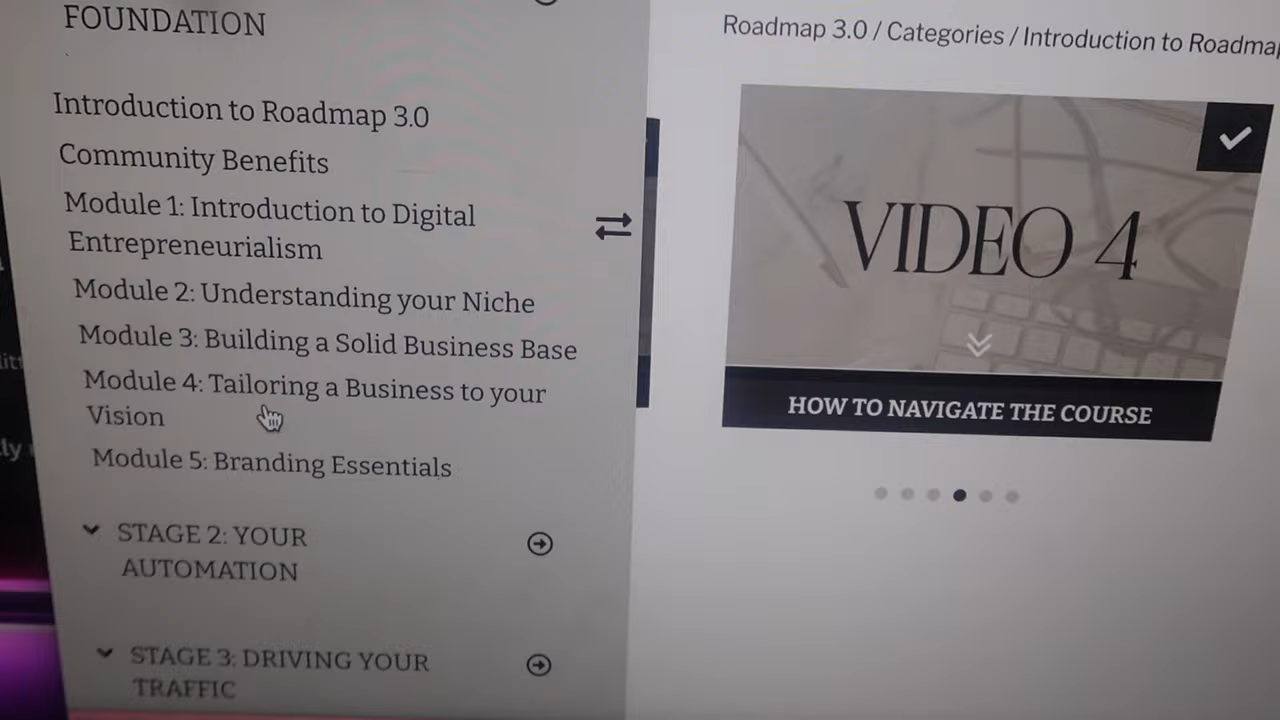 FOUNDATION
Introduction to Roadmap 3.0
Community Benefits
Module 1: Introduction to Digital
Entrepreneurialism
Module 2: Understanding your Niche
Module 3: Building a Solid Business Base
Module 4: Tailoring a Business to your
Vision
Module 5: Branding Essentials
STAGE 2: YOUR
AUTOMATION
STAGE 3: DRIVING YOUR
TRAFFIC
Roadmap 3.0 / Categories / Introduction to
VIDEO 4
HOW TO NAVIGATE THE COURSE